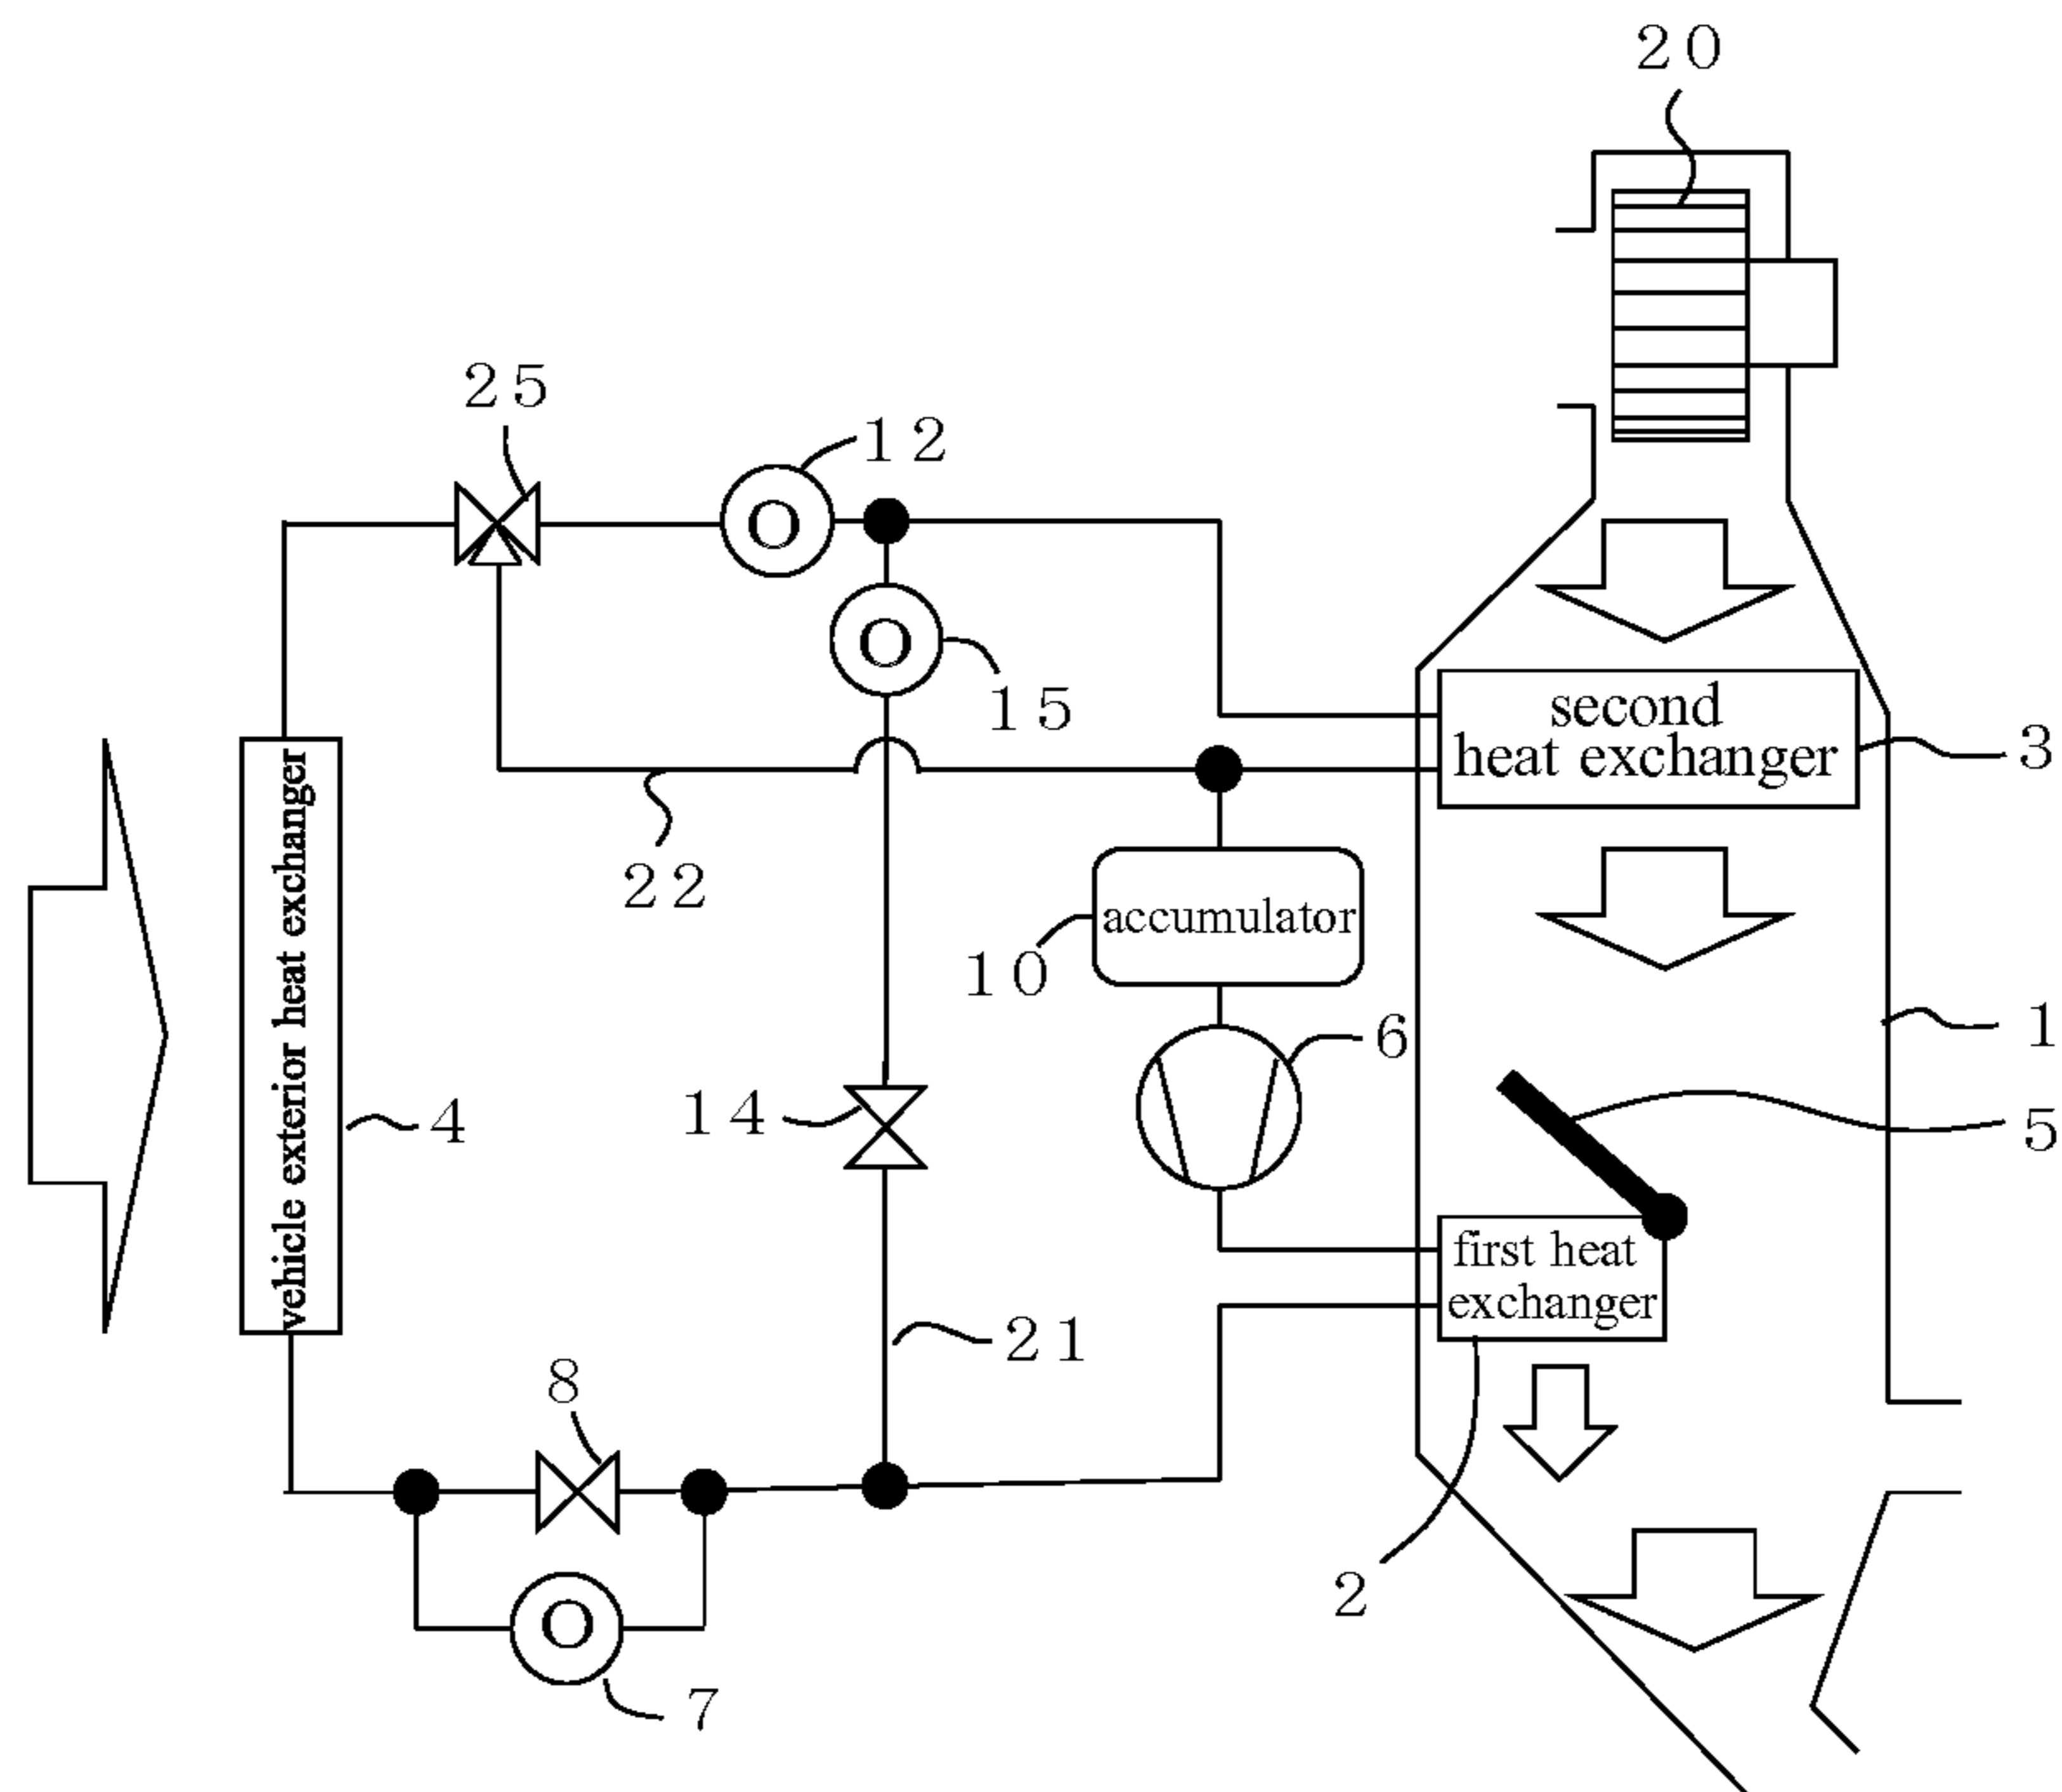 20
25
12
15
second
heat exchanger
3
22
accumulator
10
vehicle exterior heat exchanger
6
1
14
4
5
first heat
exchanger
21
8
2
7
O
O
O